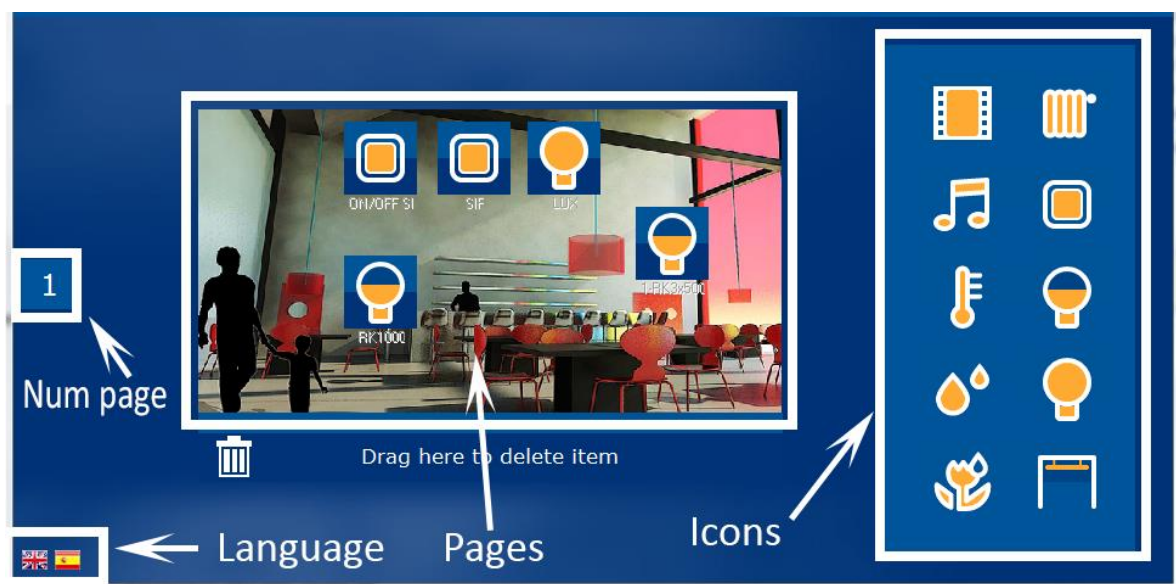 ON/OFF SI
SIF
LUX
1-RK3x500
RK1000
1
Num page
Drag here to delete item
Language
Pages
Icons